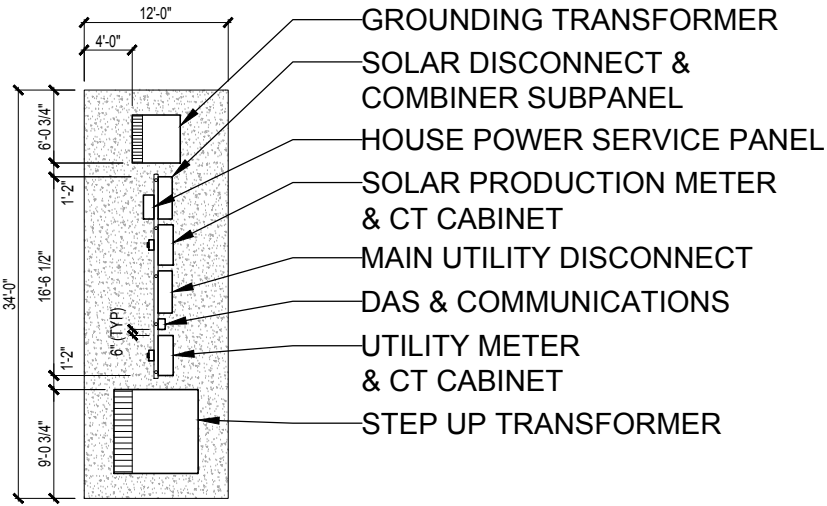 12'-0"
GROUNDING TRANSFORMER
4'-0"
SOLAR DISCONNECT &
COMBINER SUBPANEL
6'-0 3/4"
HOUSE POWER SERVICE PANEL
1'-2"
SOLAR PRODUCTION METER
& CT CABINET
MAIN UTILITY DISCONNECT
16'-6 1/2"
34'-0"
DAS & COMMUNICATIONS
6" (TYP)
UTILITY METER
& CT CABINET
1'-2"
STEP UP TRANSFORMER
9'-0 3/4"